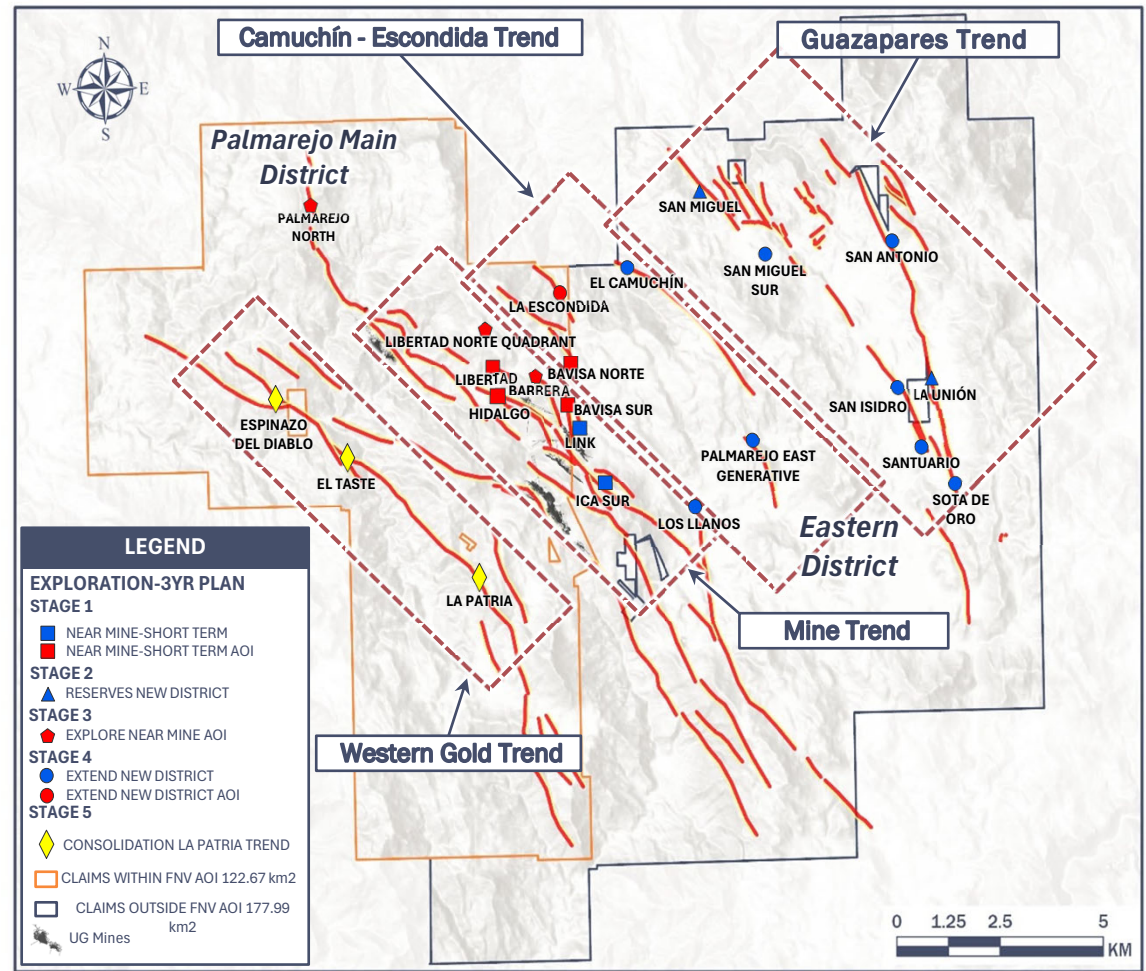 Camuchín - Escondida Trend
Guazapares Trend
N
W
E
S
Palmarejo Main
District
PALMAREJO
NORTH
SAN MIGUEL
SAN MIGUEL
SUR
SAN ANTONIO
EL CAMUCHÍN
LA ESCONDIDA
LIBERTAD NORTE QUADRANT
LIBERTAD
BARRERA
BAVISA NORTE
HIDALGO
BAVISA SUR
LINK
SAN ISIDRO
LA UNIÓN
ESPINAZO
DEL DIABLO
EL TASTE
PALMAREJO EAST
GENERATIVE
SANTUARIO
ICA SUR
SOTA DE
ORO
LOS LLANOS
Eastern
District
LA PATRIA
Mine Trend
Western Gold Trend
LEGEND
EXPLORATION-3YR PLAN
STAGE 1
NEAR MINE-SHORT TERM
NEAR MINE-SHORT TERM AOI
STAGE 2
RESERVES NEW DISTRICT
STAGE 3
EXPLORE NEAR MINE AOI
STAGE 4
EXTEND NEW DISTRICT
EXTEND NEW DISTRICT AOI
STAGE 5
CONSOLIDATION LA PATRIA TREND
CLAIMS WITHIN FNV AOI 122.67 km2
CLAIMS OUTSIDE FNV AOI 177.99
km2
UG Mines
0 1.25 2.5 5
KM